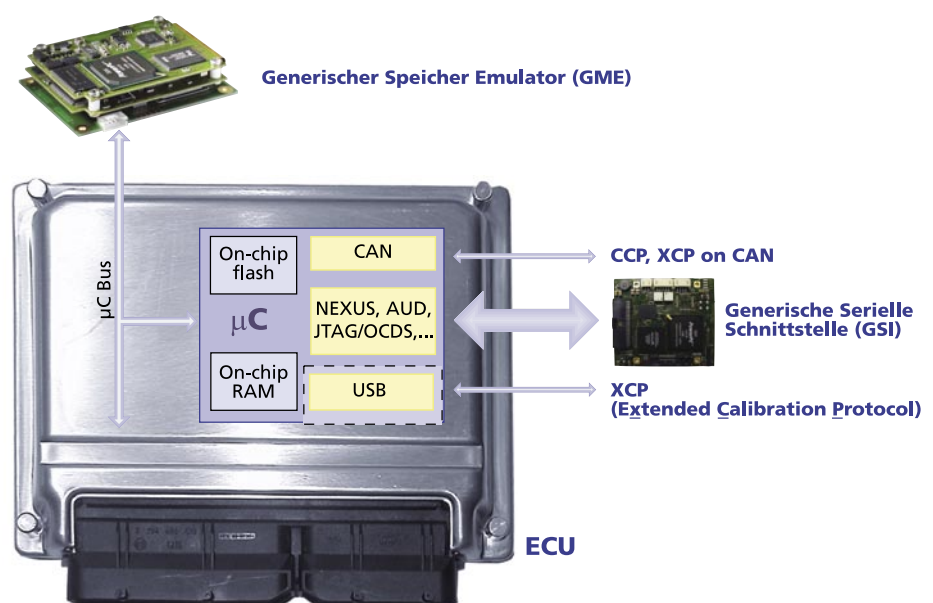 Generischer Speicher Emulator (GME)
µC Bus
On-chip
flash
CAN
CCP, XCP on CAN
µC
NEXUS, AUD,
JTAG/OCDS,...
Generische Serielle
Schnittstelle (GSI)
On-chip
RAM
USB
XCP
(Extended Calibration Protocol)
ECU